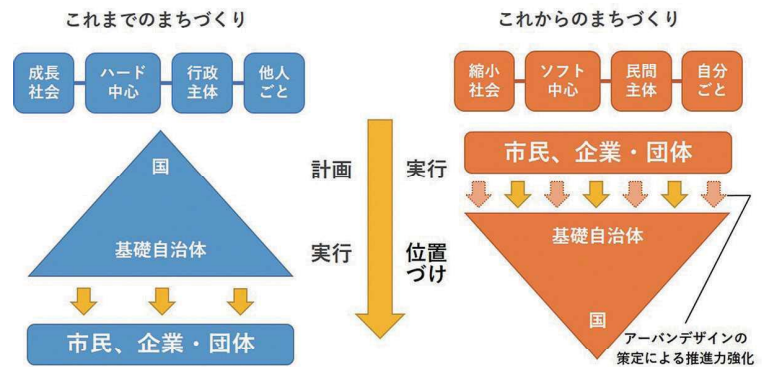 これまでのまちづくり
成長
社会
ハード
中心
行政
主体
他人
ごと
国
基礎自治体
市民、企業・団体
計画
実行
これからのまちづくり
縮小
社会
ソフト
中心
民間
主体
自分
ごと
市民、企業・団体
実行
位置
づけ
基礎自治体
国
アーバンデザインの
策定による推進力強化